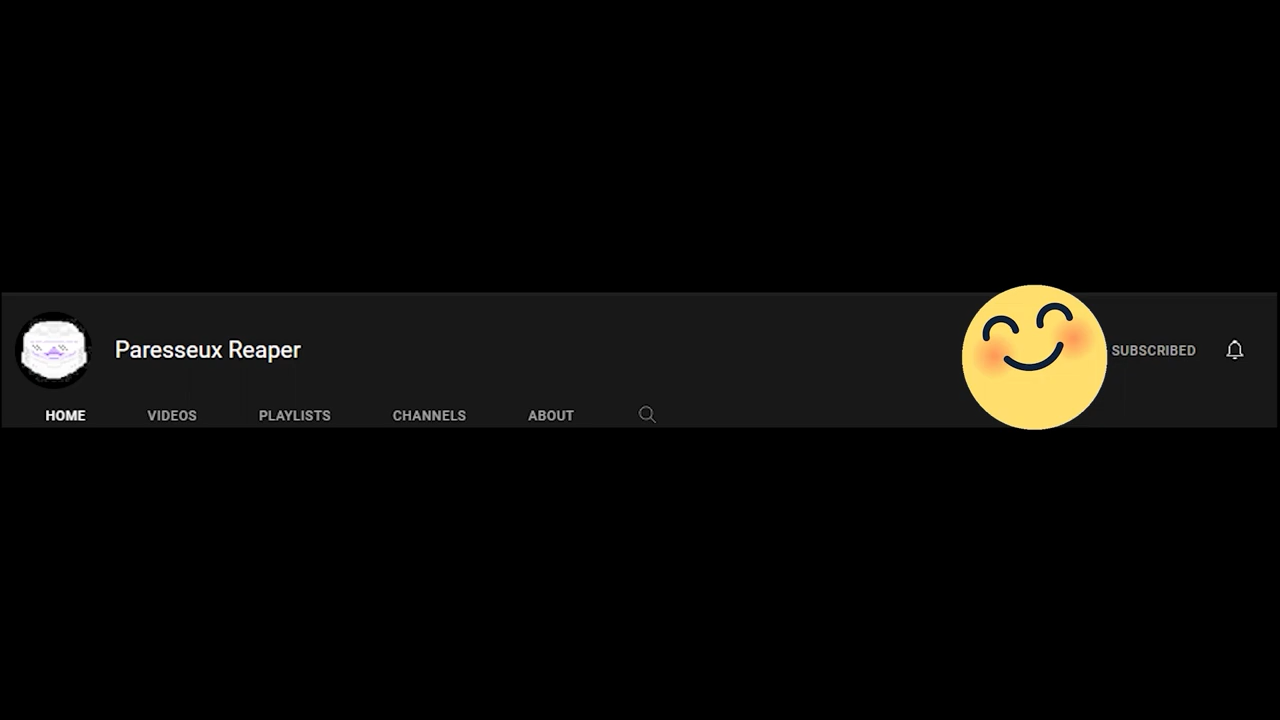 Paresseux Reaper
SUBSCRIBED
HOME VIDEOS PLAYLISTS CHANNELS ABOUT